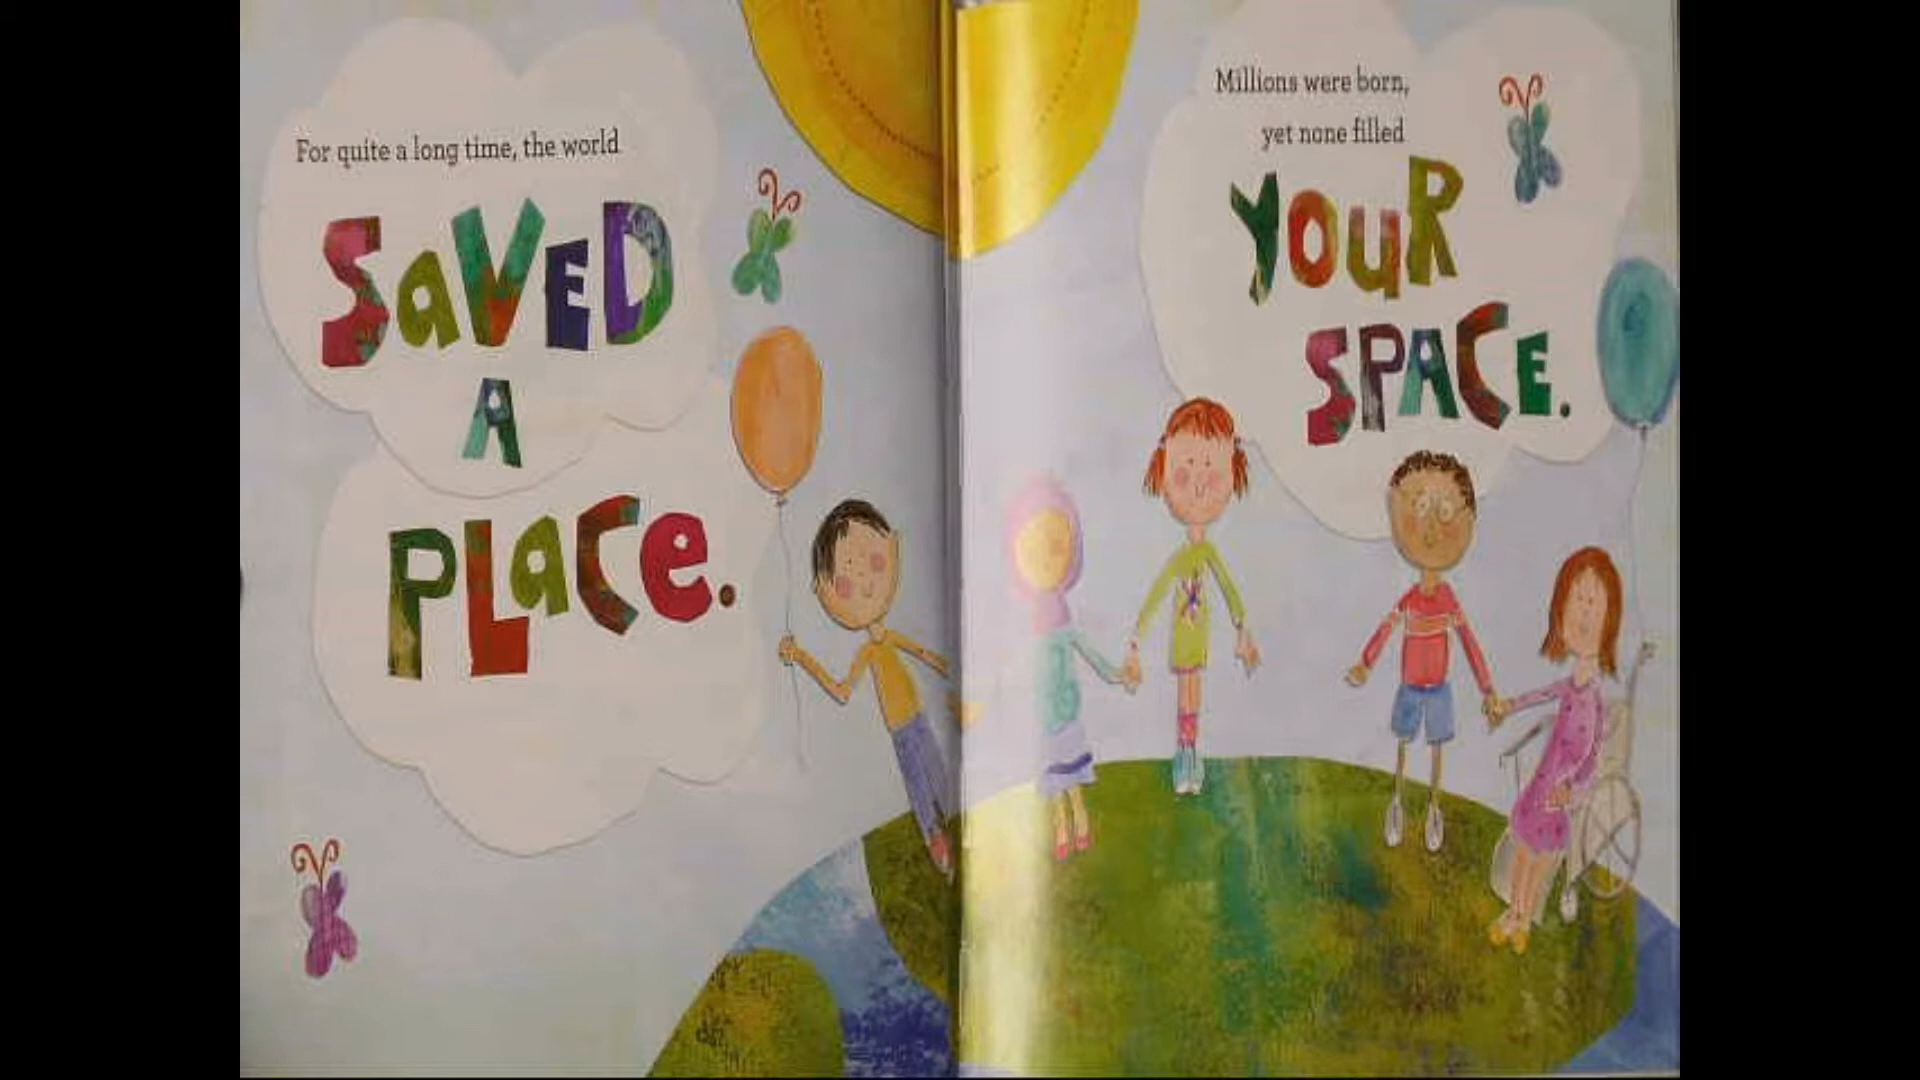 For quite a long time, the world
SaVED
A
PLaCe.
Millions were born,
yet none filled
YOuR
SPACE.